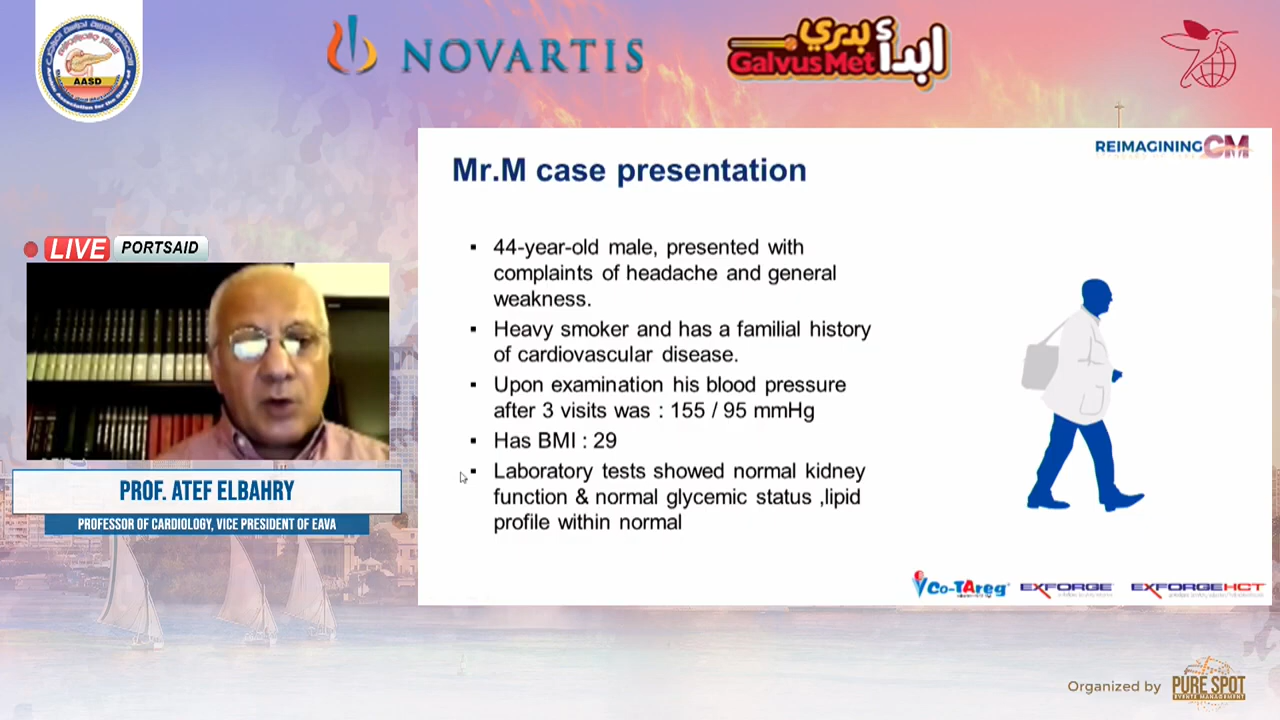 AASD
NOVARTIS
ابدأ بدري
GalvusMet
REIMAGINING CM
Mr.M case presentation
LIVE PORTSAID
▪ 44-year-old male, presented with
complaints of headache and general
weakness.
▪ Heavy smoker and has a familial history
of cardiovascular disease.
▪ Upon examination his blood pressure
after 3 visits was : 155 / 95 mmHg
▪ Has BMI : 29
▪ Laboratory tests showed normal kidney
function & normal glycemic status ,lipid
profile within normal
PROF. ATEF ELBAHRY
PROFESSOR OF CARDIOLOGY, VICE PRESIDENT OF EAVA
Co-TAreg EXFORGE EXFORGE HCT
Organized by PURE SPOT
EVENTS MANAGEMENT